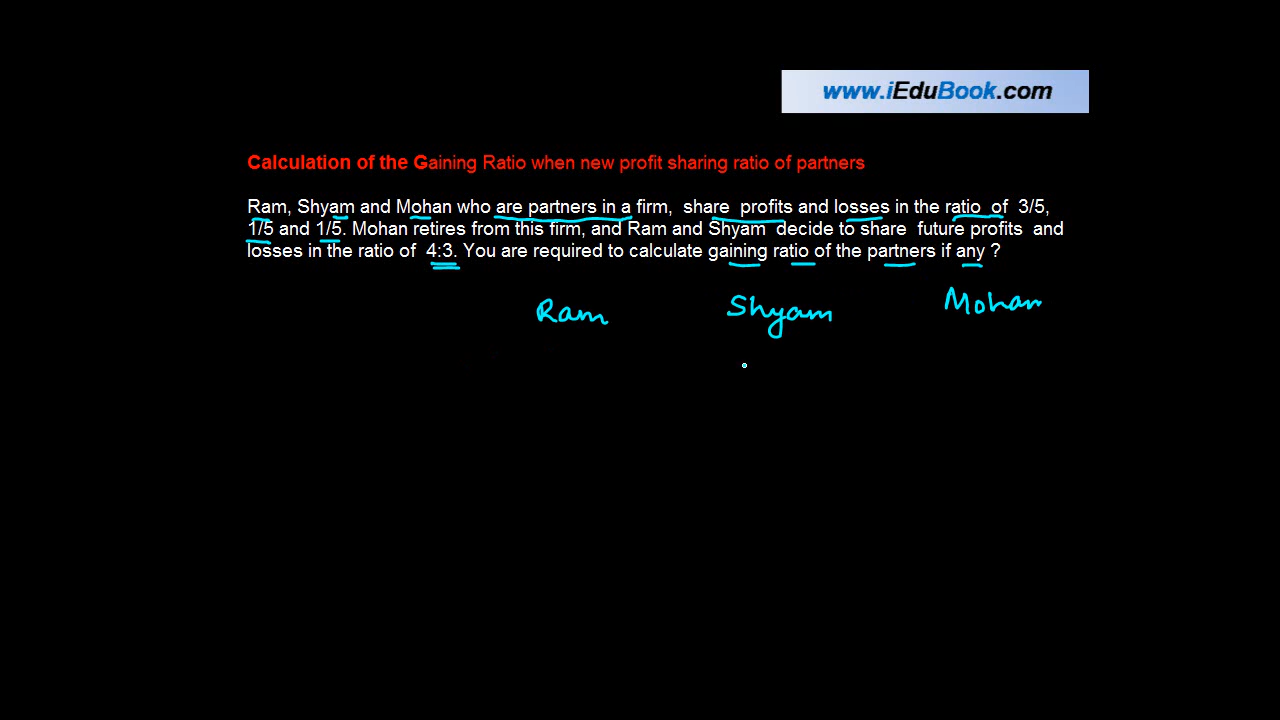 www.iEduBook.com
Calculation of the Gaining Ratio when new profit sharing ratio of partners
Ram, Shyam and Mohan who are partners in a firm, share profits and losses in the ratio of 3/5,
1/5 and 1/5. Mohan retires from this firm, and Ram and Shyam decide to share future profits and
losses in the ratio of 4:3. You are required to calculate gaining ratio of the partners if any ?
Ram Shyam Mohan